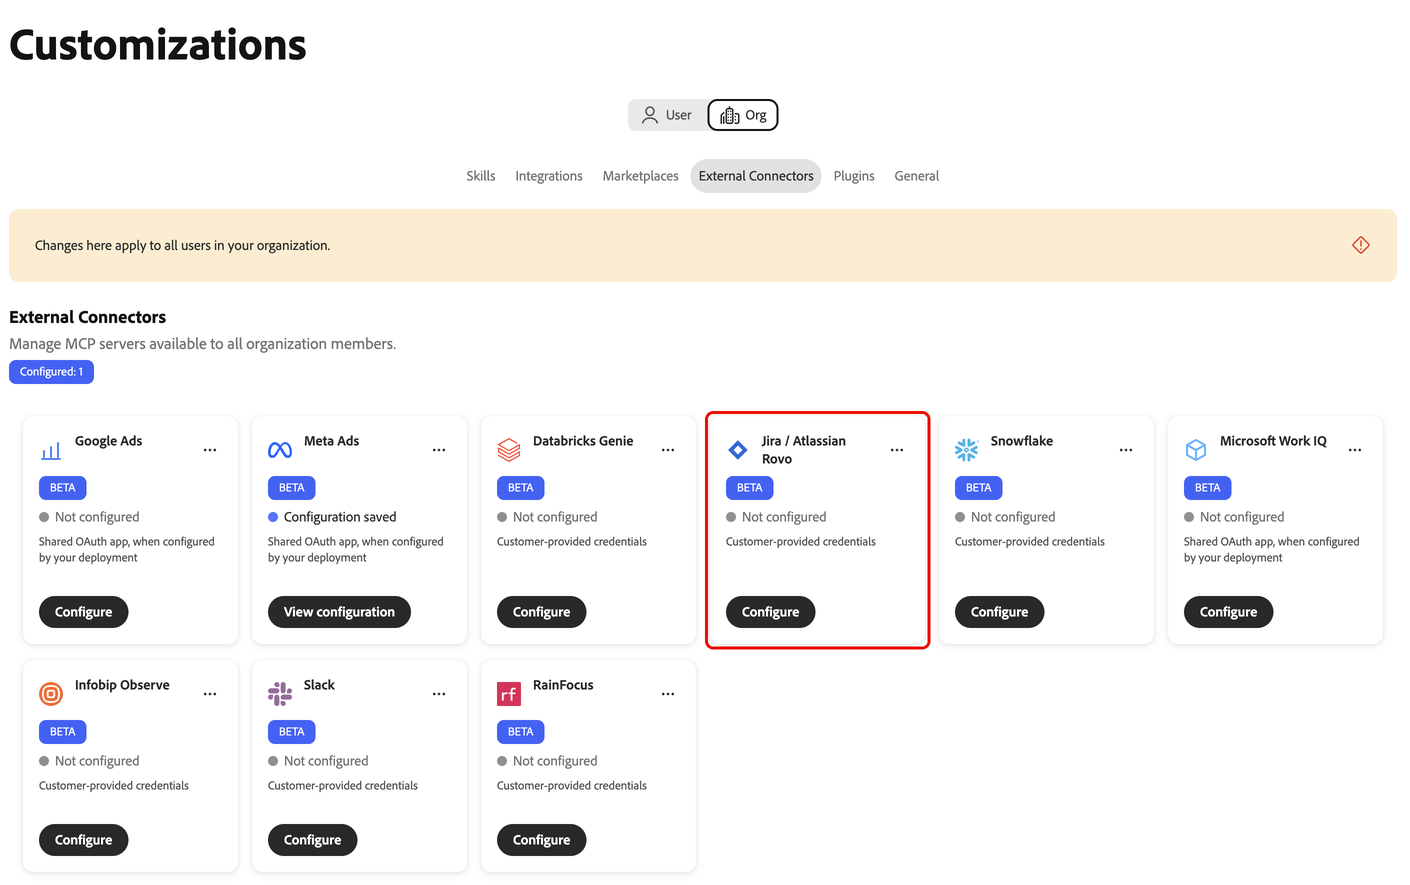 Customizations
User
Org
Skills
Integrations
Marketplaces
External Connectors
Plugins
General
Changes here apply to all users in your organization.
External Connectors
Manage MCP servers available to all organization members.
Configured: 1
Google Ads
BETA
Not configured
Shared OAuth app, when configured
by your deployment
Configure
Meta Ads
BETA
Configuration saved
Shared OAuth app, when configured
by your deployment
View configuration
Databricks Genie
BETA
Not configured
Customer-provided credentials
Configure
Jira / Atlassian
Rovo
BETA
Not configured
Customer-provided credentials
Configure
Snowflake
BETA
Not configured
Customer-provided credentials
Configure
Microsoft Work IQ
BETA
Not configured
Shared OAuth app, when configured
by your deployment
Configure
Infobip Observe
BETA
Not configured
Customer-provided credentials
Configure
Slack
BETA
Not configured
Customer-provided credentials
Configure
rf
RainFocus
BETA
Not configured
Customer-provided credentials
Configure